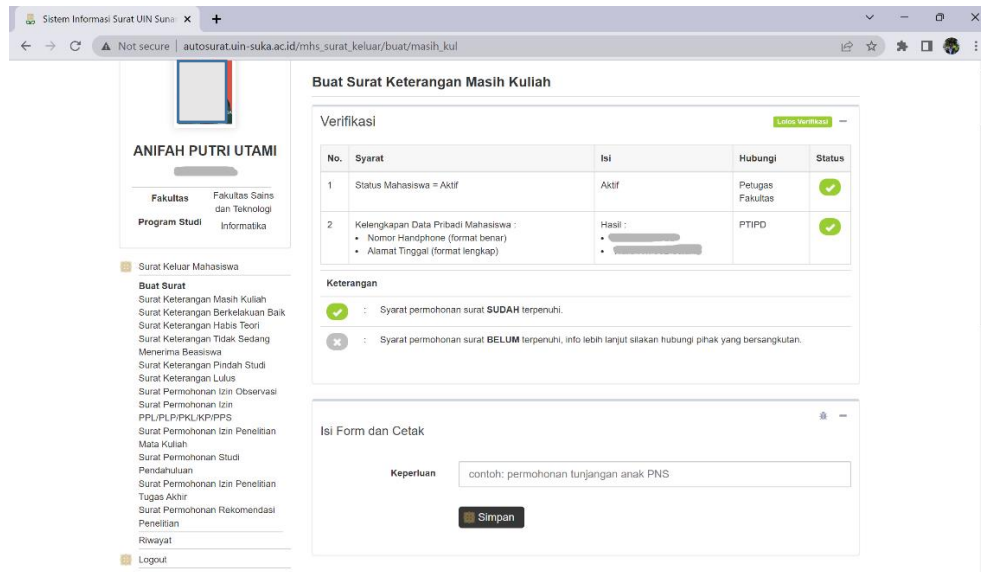 Sistem Informasi Surat UIN Suna
Not secure | autosurat.uin-suka.ac.id/mhs_surat_keluar/buat/masih_kul
ANIFAH PUTRI UTAMI
Fakultas Fakultas Sains
dan Teknologi
Program Studi Informatika
Surat Keluar Mahasiswa
Buat Surat
Surat Keterangan Masih Kuliah
Surat Keterangan Berkelakuan Baik
Surat Keterangan Habis Teori
Surat Keterangan Tidak Sedang
Menerima Beasiswa
Surat Keterangan Pindah Studi
Surat Keterangan Lulus
Surat Permohonan Izin Observasi
Surat Permohonan Izin
PPL/PLP/PKL/KP/PPS
Surat Permohonan Izin Penelitian
Mata Kuliah
Surat Permohonan Studi
Pendahuluan
Surat Permohonan Izin Penelitian
Tugas Akhir
Surat Permohonan Rekomendasi
Penelitian
Riwayat
Logout
Buat Surat Keterangan Masih Kuliah
Verifikasi Lolos Verifikasi
No. Syarat Isi Hubungi Status
1 Status Mahasiswa = Aktif Aktif Petugas
Fakultas
2 Kelengkapan Data Pribadi Mahasiswa : Hasil : PTIPD
• Nomor Handphone (format benar) •
• Alamat Tinggal (format lengkap) •
Keterangan
: Syarat permohonan surat SUDAH terpenuhi.
: Syarat permohonan surat BELUM terpenuhi, info lebih lanjut silakan hubungi pihak yang bersangkutan.
Isi Form dan Cetak
Keperluan contoh: permohonan tunjangan anak PNS
Simpan